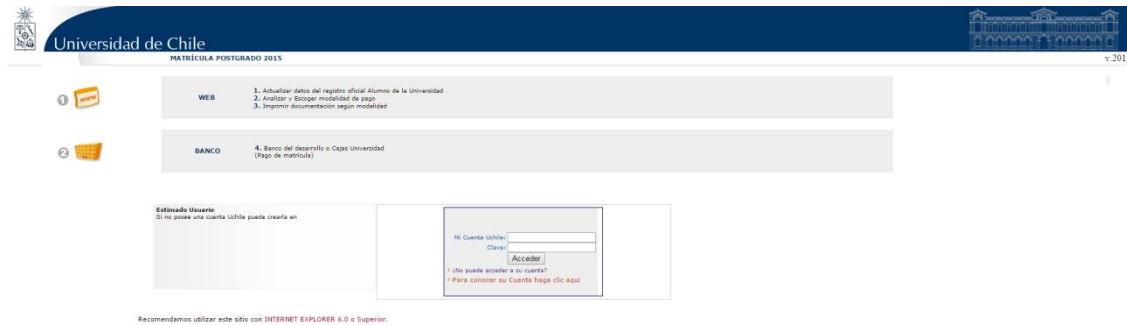 Universidad de Chile
MATRÍCULA POSTGRADO 2015
v.201
1
www
WEB
1. Actualizar datos del registro oficial Alumno de la Universidad
2. Analizar y Escoger modalidad de pago
3. Imprimir documentación según modalidad
2
BANCO
4. Banco del desarrollo o Cajas Universidad
(Pago de matrícula)
Estimado Usuario
Si no posee una cuenta Uchile puede crearla en
Mi Cuenta Uchile:
Clave:
Acceder
¿No puede acceder a su cuenta?
Para conocer su Cuenta haga clic aquí
Recomendamos utilizar este sitio con INTERNET EXPLORER 6.0 o Superior.